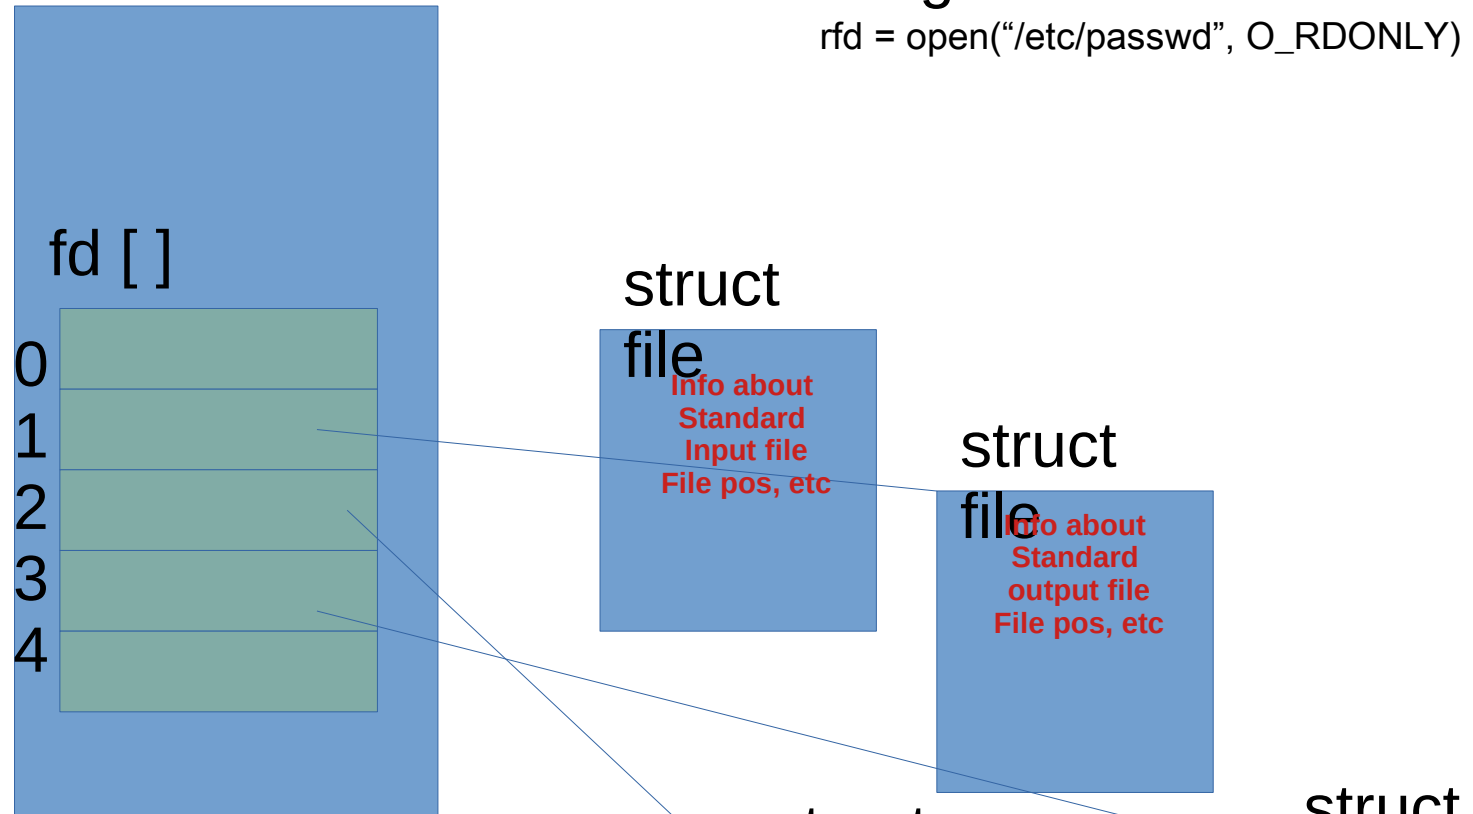 rfd = open(“/etc/passwd”, O_RDONLY)
fd [ ]
0
1
2
3
4
struct
file
Info about
Standard
Input file
File pos, etc
struct
file
Info about
Standard
output file
File pos, etc
struct